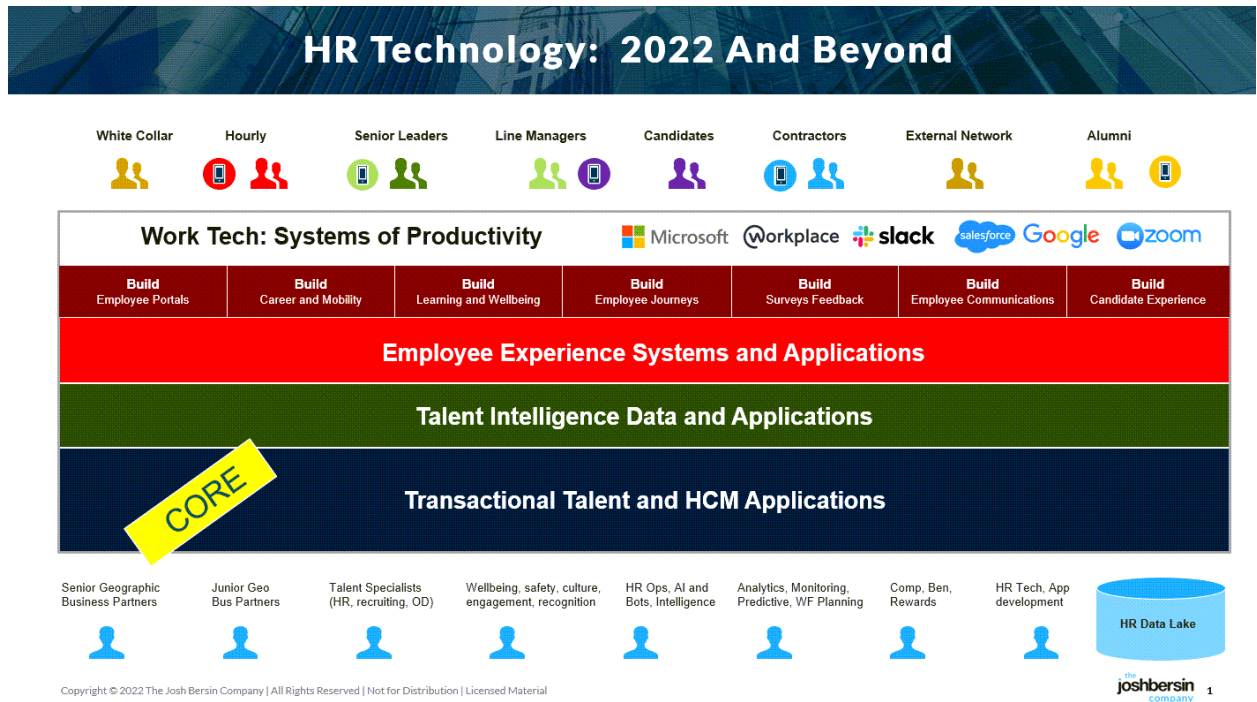 HR Technology: 2022 And Beyond
White Collar
Hourly
Senior Leaders
Line Managers
Candidates
Contractors
External Network
Alumni
Work Tech: Systems of Productivity
Microsoft
Workplace
slack
salesforce
Google
zoom
Build
Employee Portals
Build
Career and Mobility
Build
Learning and Wellbeing
Build
Employee Journeys
Build
Surveys Feedback
Build
Employee Communications
Build
Candidate Experience
Employee Experience Systems and Applications
Talent Intelligence Data and Applications
CORE
Transactional Talent and HCM Applications
Senior Geographic
Business Partners
Junior Geo
Bus Partners
Talent Specialists
(HR, recruiting, OD)
Wellbeing, safety, culture,
engagement, recognition
HR Ops, AI and
Bots, Intelligence
Analytics, Monitoring,
Predictive, WF Planning
Comp, Ben,
Rewards
HR Tech, App
development
HR Data Lake
Copyright © 2022 The Josh Bersin Company | All Rights Reserved | Not for Distribution | Licensed Material
the
joshbersin
company
1